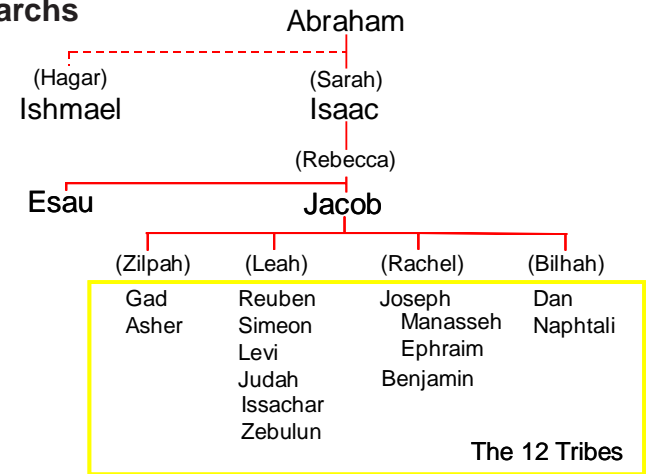 archs
Abraham
(Hagar) (Sarah)
Ishmael Isaac
(Rebecca)
Esau Jacob
(Zilpah) (Leah) (Rachel) (Bilhah)
Gad Reuben Joseph Dan
Asher Simeon Manasseh Naphtali
Levi Ephraim
Judah Benjamin
Issachar
Zebulun
The 12 Tribes